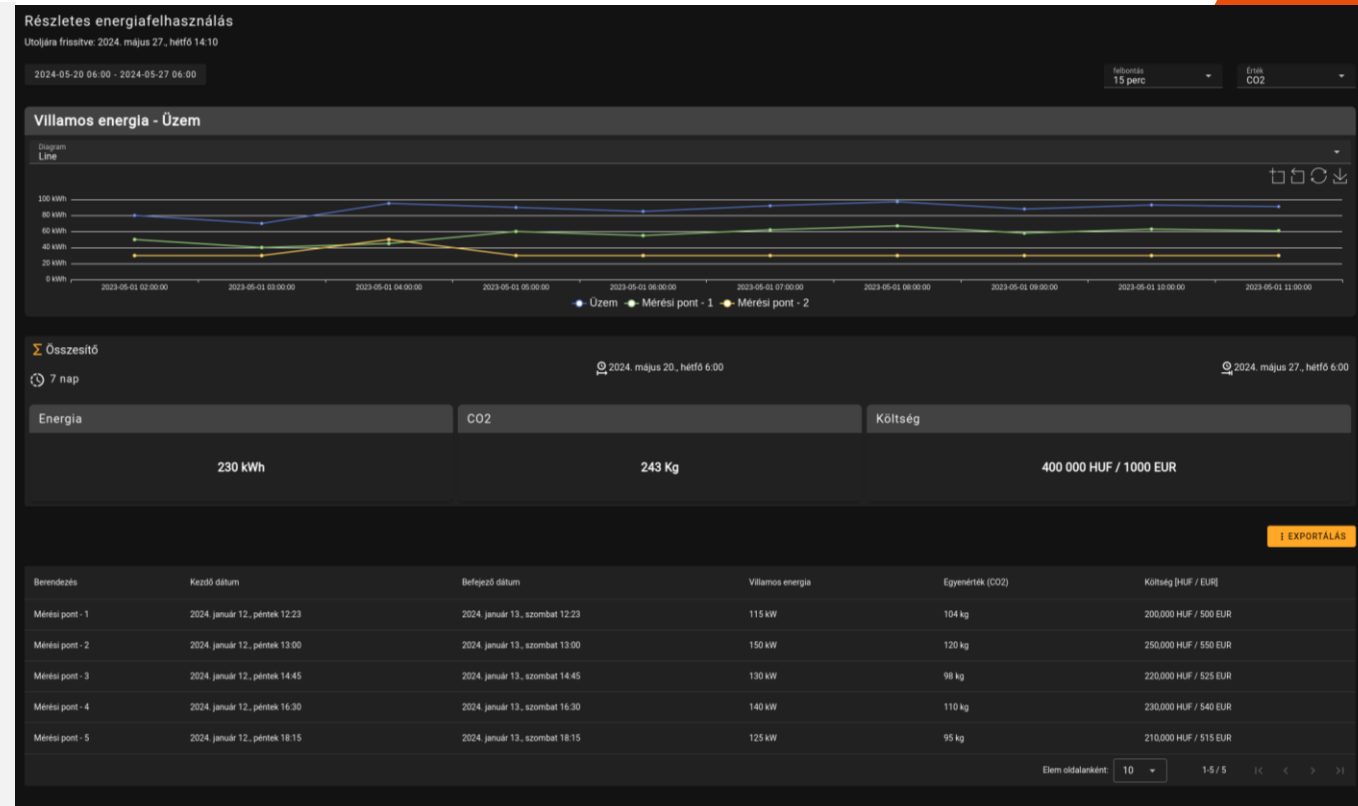 Részletes energiafelhasználás
Utoljára frissítve: 2024. május 27., hétfő 14:10
2024-05-20 06:00 - 2024-05-27 06:00
felbontás
15 perc
Érték
CO2
Villamos energia - Üzem
Diagram
Line
100 kWh
80 kWh
60 kWh
40 kWh
20 kWh
0 kWh
2023-05-01 02:00:00 2023-05-01 03:00:00 2023-05-01 04:00:00 2023-05-01 05:00:00 2023-05-01 06:00:00 2023-05-01 07:00:00 2023-05-01 08:00:00 2023-05-01 09:00:00 2023-05-01 10:00:00 2023-05-01 11:00:00
Üzem Mérési pont - 1 Mérési pont - 2
Σ Összesítő
2024. május 20., hétfő 6:00 2024. május 27., hétfő 6:00
7 nap
Energia CO2 Költség
230 kWh 243 Kg 400 000 HUF / 1000 EUR
EXPORTÁLÁS
Berendezés Kezdő dátum Befejező dátum Villamos energia Egyenérték (CO2) Költség [HUF / EUR]
Mérési pont - 1 2024. január 12., péntek 12:23 2024. január 13., szombat 12:23 115 kW 104 kg 200,000 HUF / 500 EUR
Mérési pont - 2 2024. január 12., péntek 13:00 2024. január 13., szombat 13:00 150 kW 120 kg 250,000 HUF / 550 EUR
Mérési pont - 3 2024. január 12., péntek 14:45 2024. január 13., szombat 14:45 130 kW 98 kg 220,000 HUF / 525 EUR
Mérési pont - 4 2024. január 12., péntek 16:30 2024. január 13., szombat 16:30 140 kW 110 kg 230,000 HUF / 540 EUR
Mérési pont - 5 2024. január 12., péntek 18:15 2024. január 13., szombat 18:15 125 kW 95 kg 210,000 HUF / 515 EUR
Elem oldalanként: 10 1-5 / 5